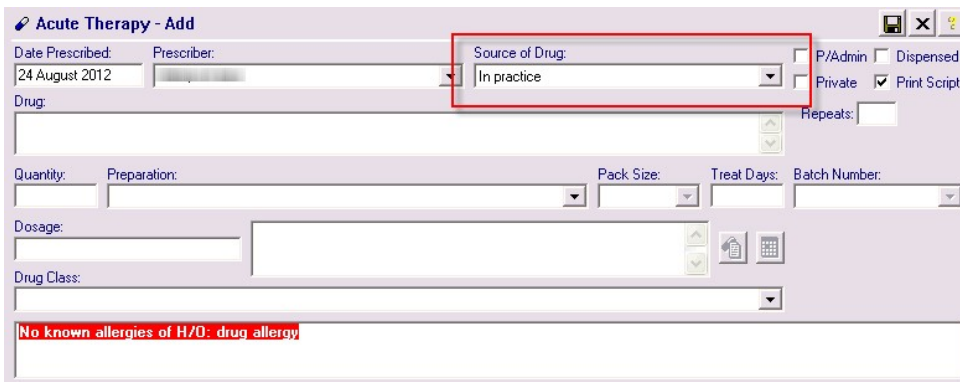 Acute Therapy - Add
Date Prescribed: Prescriber: Source of Drug: P/Admin Dispensed
24 August 2012 In practice Private Print Script
Drug: Repeats:
Quantity: Preparation: Pack Size: Treat Days: Batch Number:
Dosage:
Drug Class:
No known allergies of H/O: drug allergy